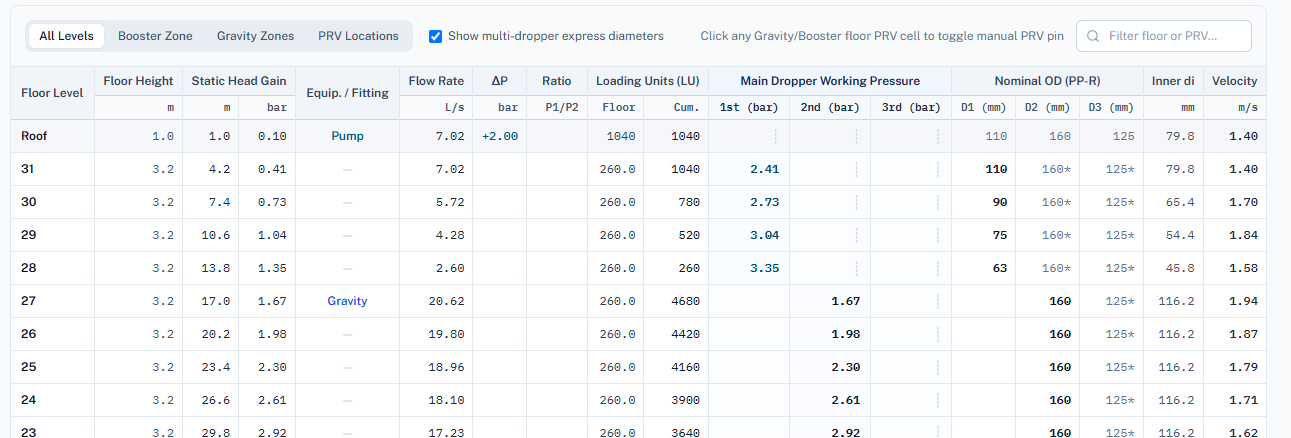 All Levels Booster Zone Gravity Zones PRV Locations Show multi-dropper express diameters Click any Gravity/Booster floor PRV cell to toggle manual PRV pin Filter floor or PRV...
Floor Level Floor Height Static Head Gain Equip. / Fitting Flow Rate ΔP Ratio Loading Units (LU) Main Dropper Working Pressure Nominal OD (PP-R) Inner di Velocity
m m bar L/s bar P1/P2 Floor Cum. 1st (bar) 2nd (bar) 3rd (bar) D1 (mm) D2 (mm) D3 (mm) mm m/s
Roof 1.0 1.0 0.10 Pump 7.02 +2.00 1040 1040 110 160 125 79.8 1.40
31 3.2 4.2 0.41 — 7.02 260.0 1040 2.41 110 160* 125* 79.8 1.40
30 3.2 7.4 0.73 — 5.72 260.0 780 2.73 90 160* 125* 65.4 1.70
29 3.2 10.6 1.04 — 4.28 260.0 520 3.04 75 160* 125* 54.4 1.84
28 3.2 13.8 1.35 — 2.60 260.0 260 3.35 63 160* 125* 45.8 1.58
27 3.2 17.0 1.67 Gravity 20.62 260.0 4680 1.67 160 125* 116.2 1.94
26 3.2 20.2 1.98 — 19.80 260.0 4420 1.98 160 125* 116.2 1.87
25 3.2 23.4 2.30 — 18.96 260.0 4160 2.30 160 125* 116.2 1.79
24 3.2 26.6 2.61 — 18.10 260.0 3900 2.61 160 125* 116.2 1.71
23 3.2 29.8 2.92 — 17.23 260.0 3640 2.92 160 125* 116.2 1.62